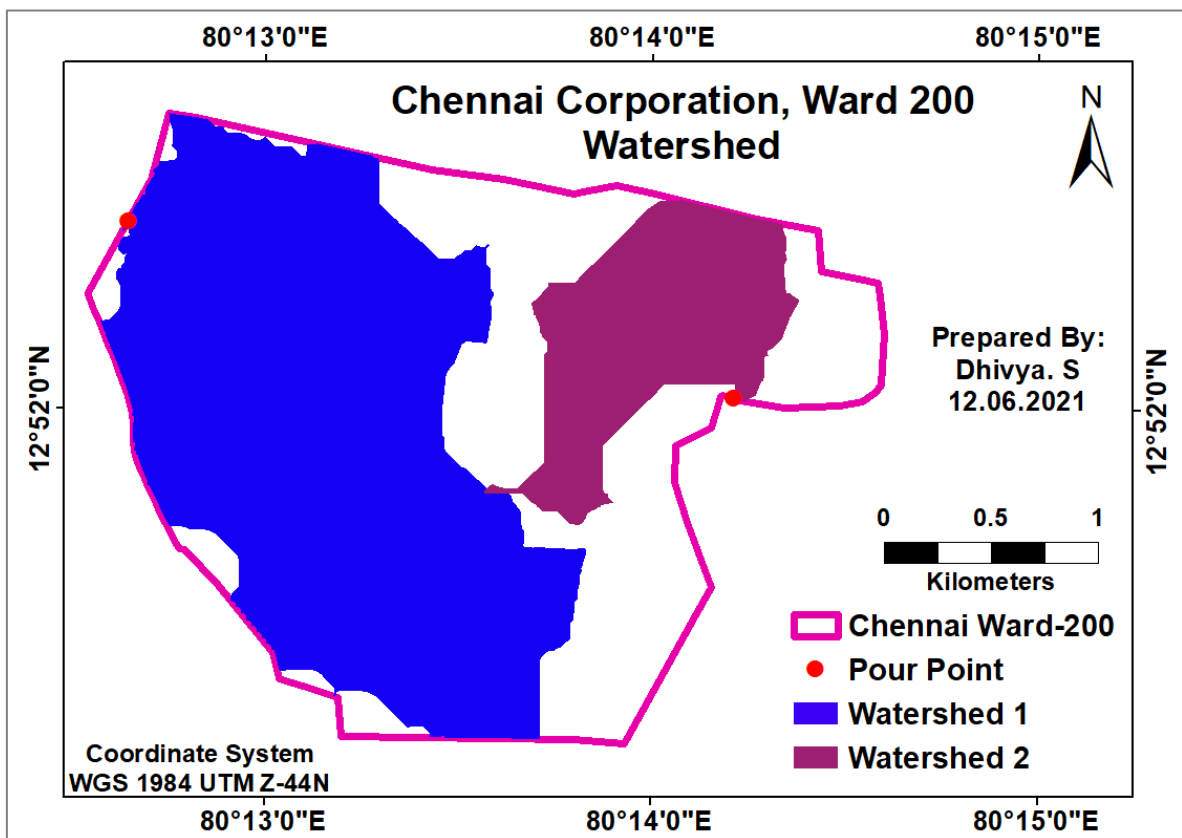 80°13'0"E 80°14'0"E 80°15'0"E
Chennai Corporation, Ward 200
Watershed
N
12°52'0"N
Prepared By:
Dhivya. S
12.06.2021
12°52'0"N
0 0.5 1
Kilometers
Chennai Ward-200
Pour Point
Watershed 1
Watershed 2
Coordinate System
WGS 1984 UTM Z-44N
80°13'0"E 80°14'0"E 80°15'0"E